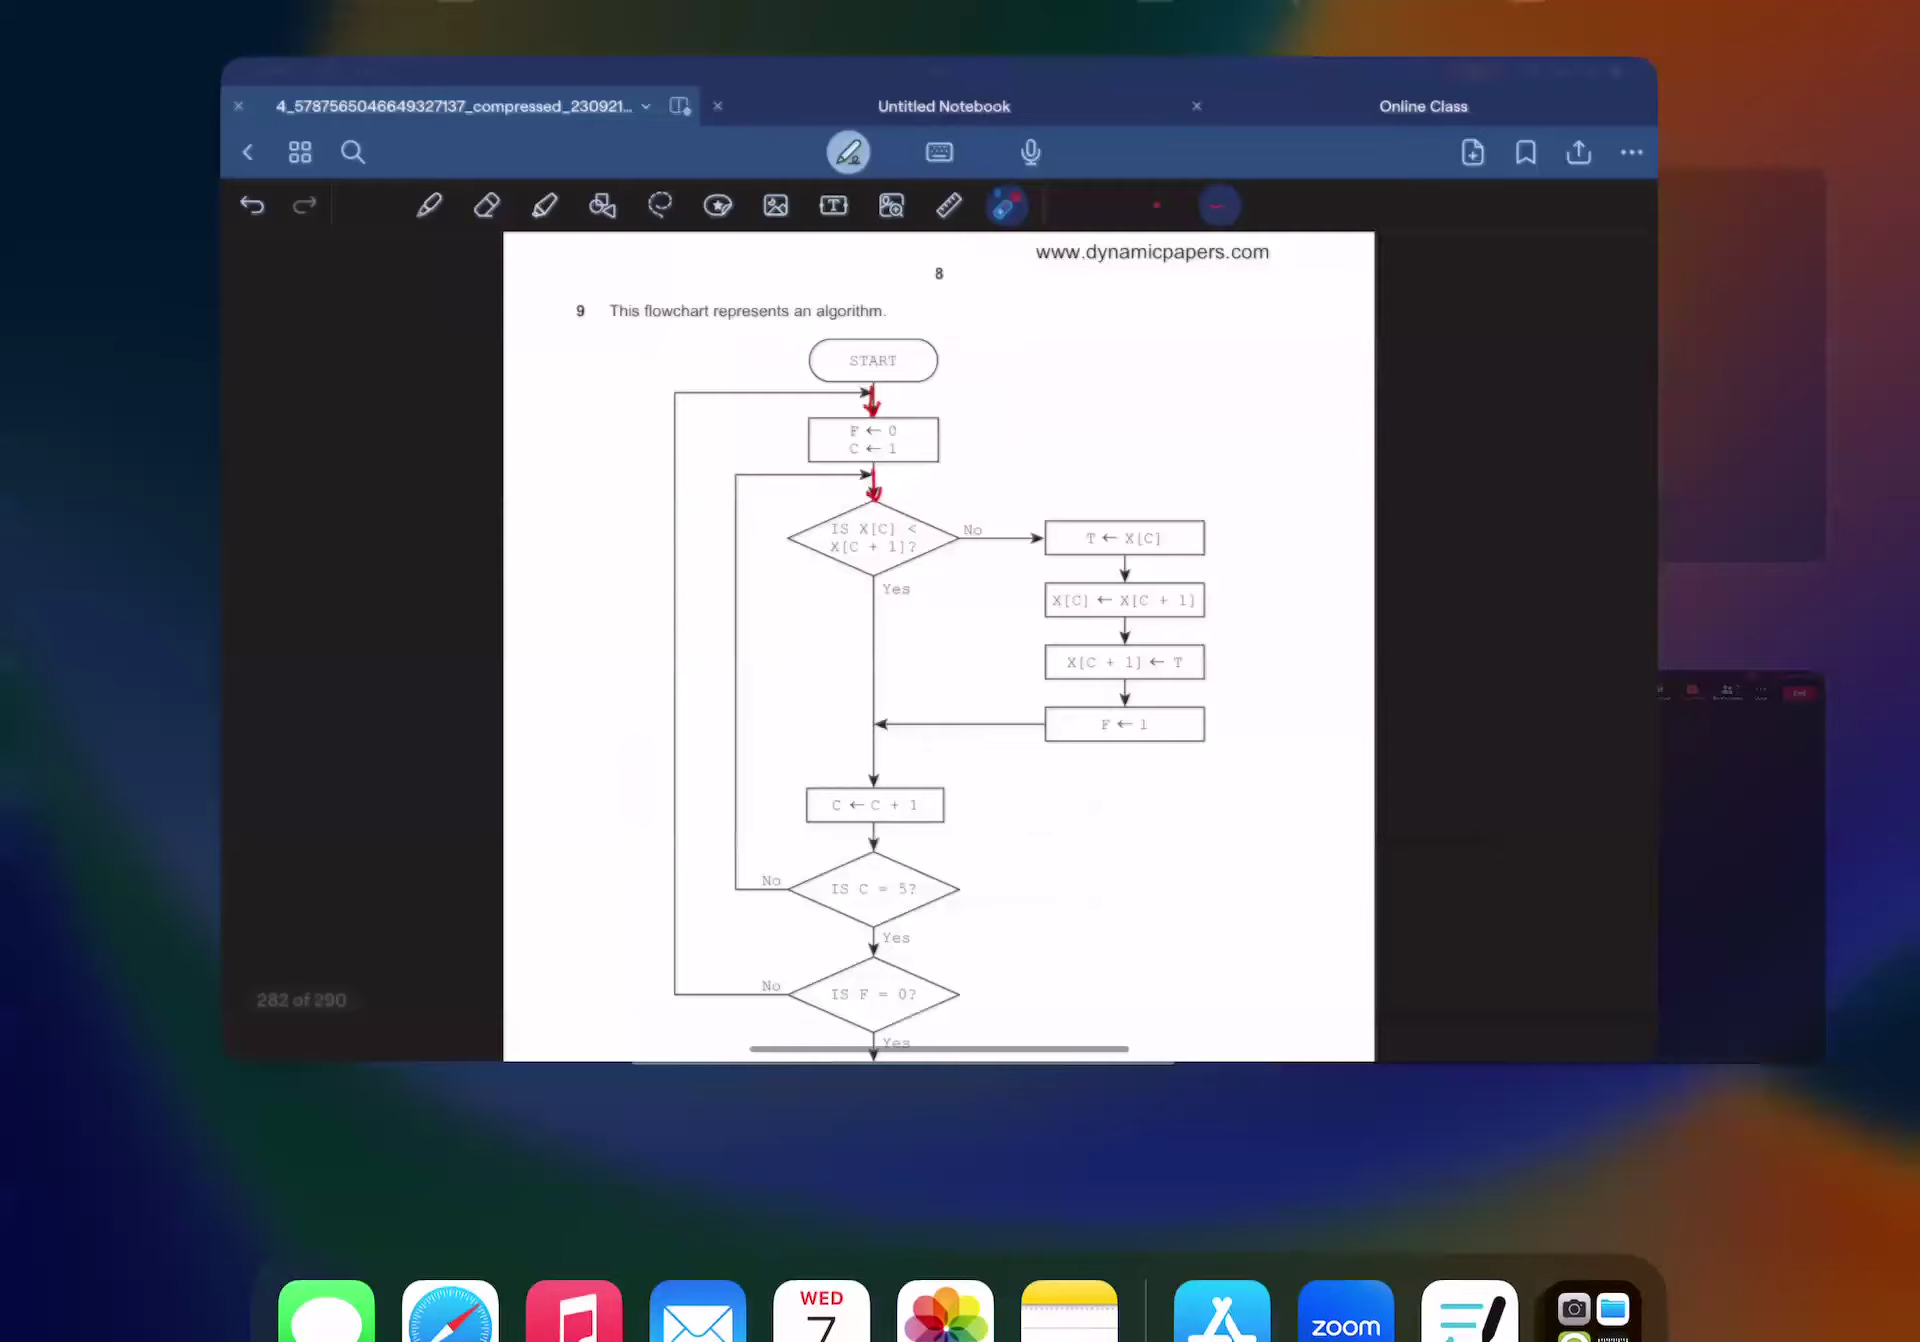 4_5787565046649327137_compressed_230921...
Untitled Notebook
Online Class
www.dynamicpapers.com
8
9 This flowchart represents an algorithm.
START
F ← 0
C ← 1
IS X[C] <
X[C + 1]?
No
T ← X[C]
Yes
X[C] ← X[C + 1]
X[C + 1] ← T
F ← 1
C ← C + 1
No
IS C = 5?
Yes
No
IS F = 0?
Yes
282 of 290
End
WED
7
zoom